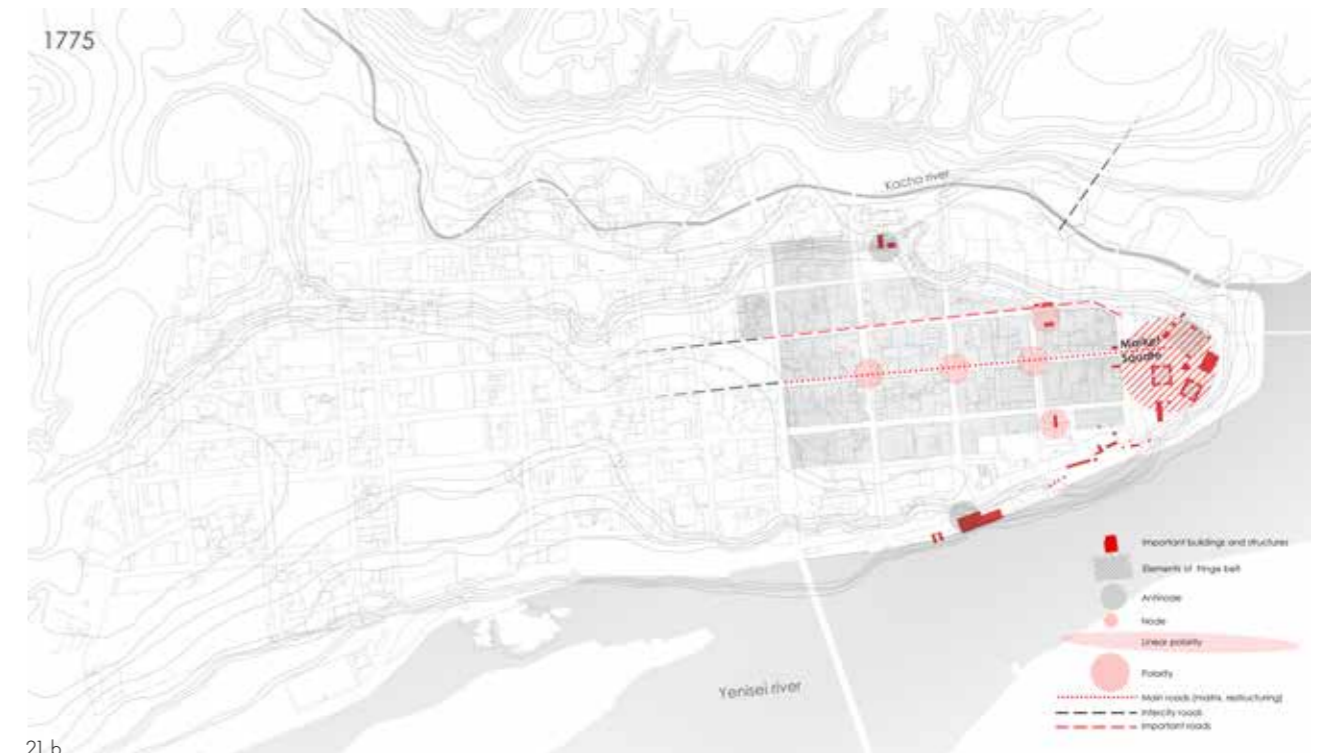 1775
Kacha river
Market
Square
Important buildings and structures
Elements of Fringe belt
Antinode
Node
Linear polarity
Polarity
Main roads (matrix, restructuring)
Intercity roads
Important roads
Yenisei river
21 b